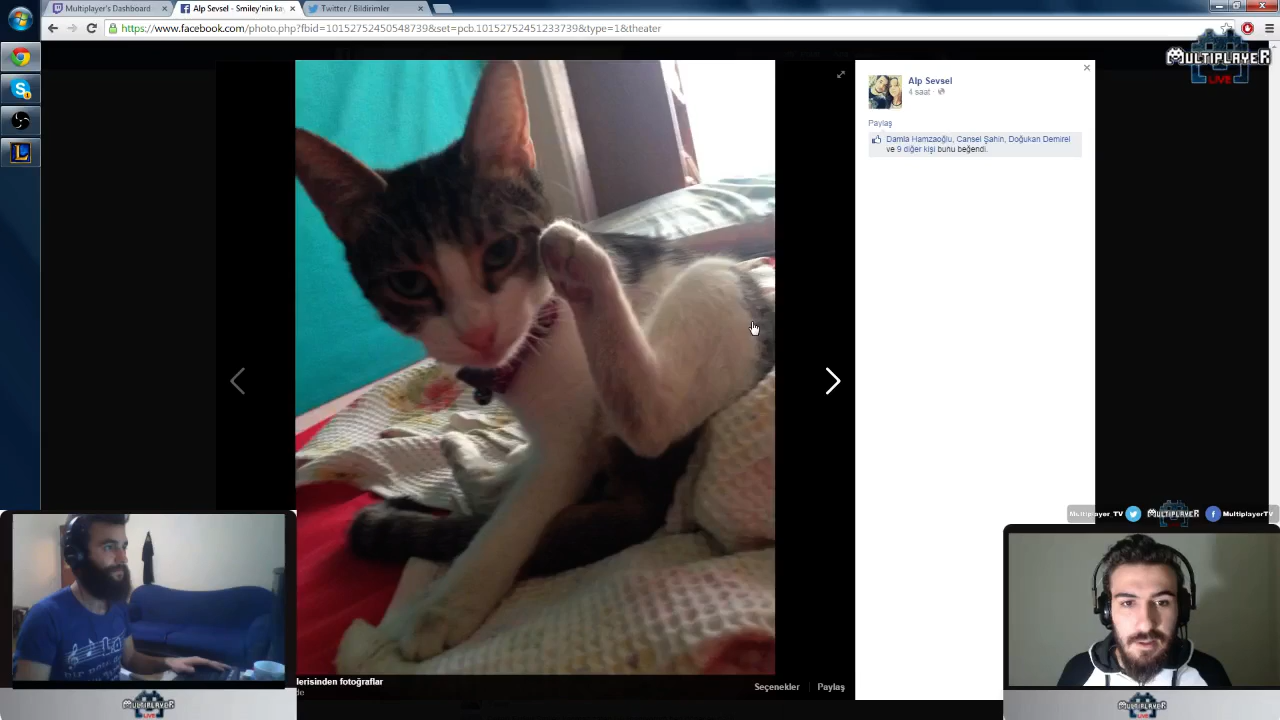 Multiplayer's Dashboard
Alp Sevsel - Smiley'nin ka
Twitter / Bildirimler
https://www.facebook.com/photo.php?fbid=10152752450548739&set=pcb.10152752451233739&type=1&theater
MULTIPLAYER
LIVE
Alp Sevsel
4 saat ·
Paylaş
Damla Hamzaoğlu, Cansel Şahin, Doğukan Demirel
ve 9 diğer kişi bunu beğendi.
Multiplayer TV
MULTIPLAYER
MultiplayerTV
lerisinden fotoğraflar
de
Seçenekler
Paylaş
MULTIPLAYER
LIVE
MULTIPLAYER
LIVE